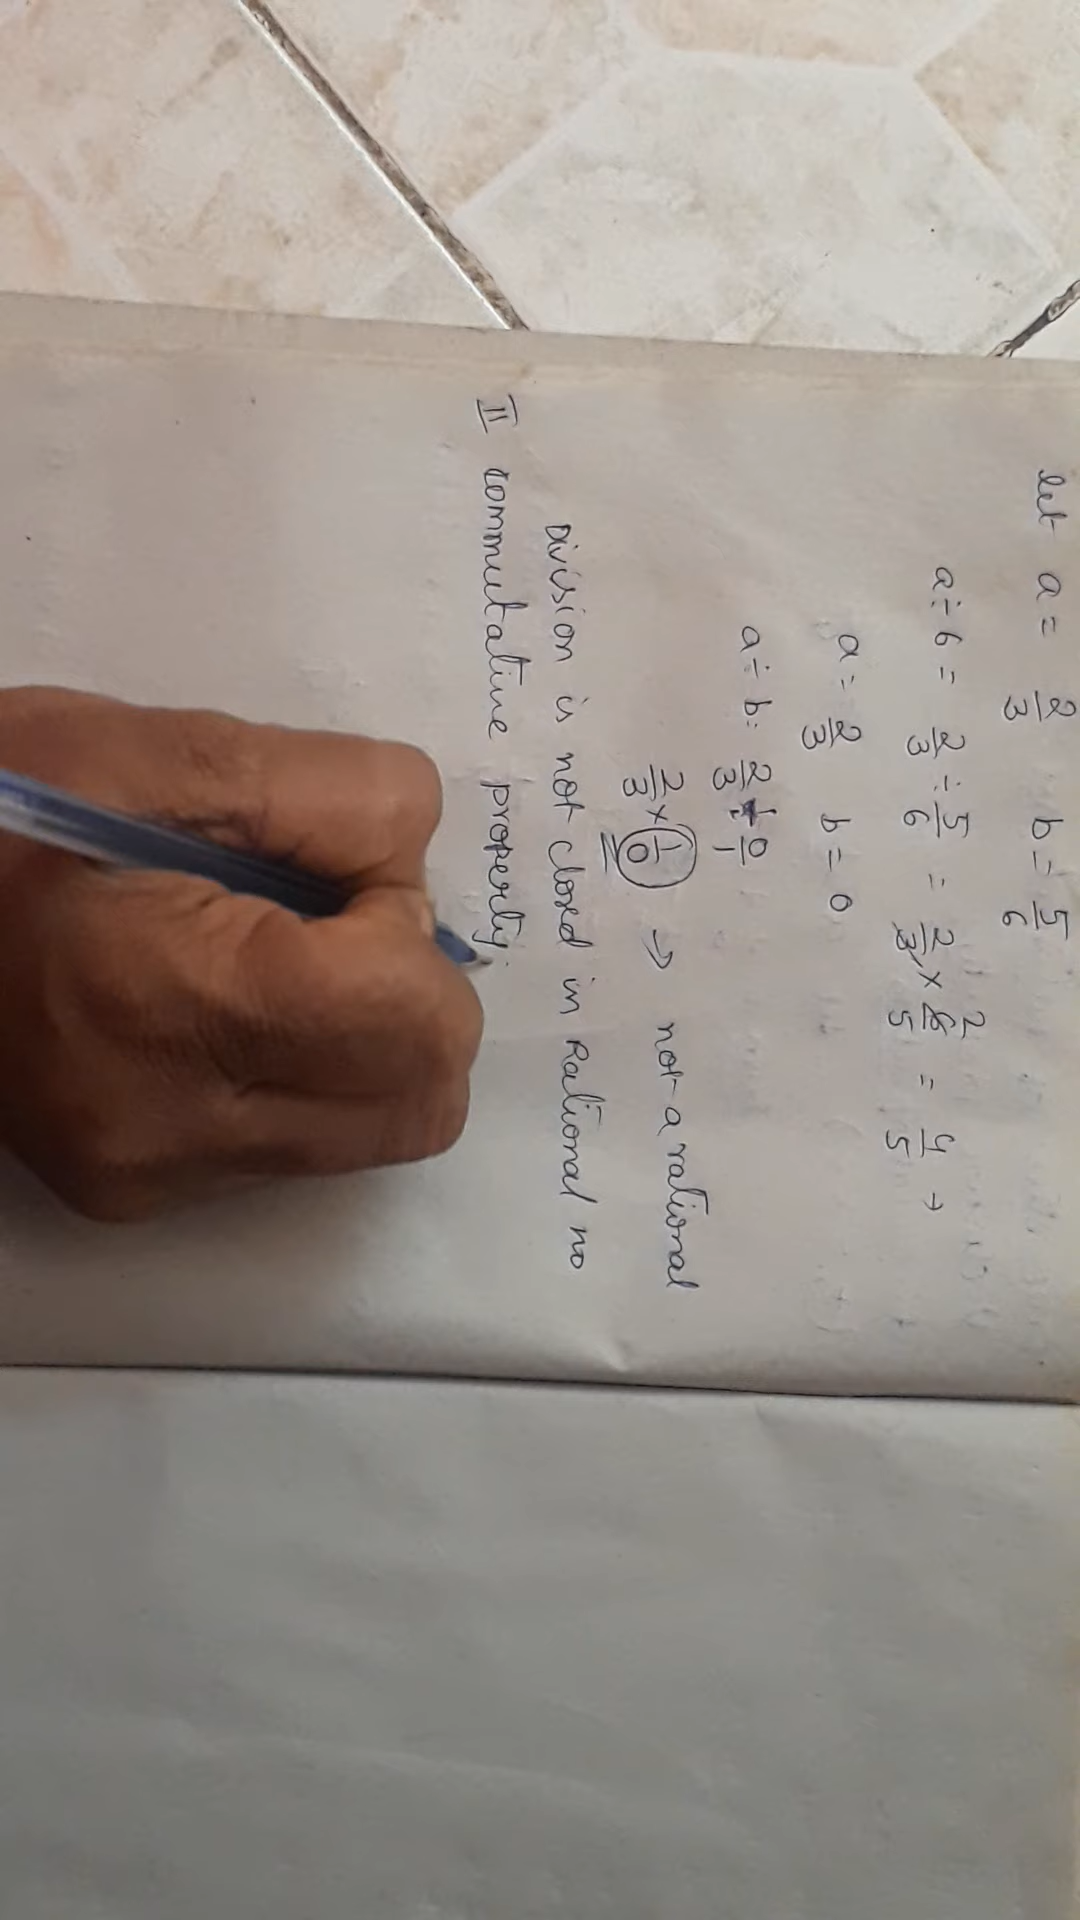 let a = 2/3 b = 5/6
a ÷ b = 2/3 ÷ 5/6 = 2/3 × 6/5 2 = 4/5 →
a = 2/3 b = 0
a ÷ b = 2/3 ÷ 0/1
2/3 × 1/0 → not a rational
Division is not closed in Rational no
II commutative property.